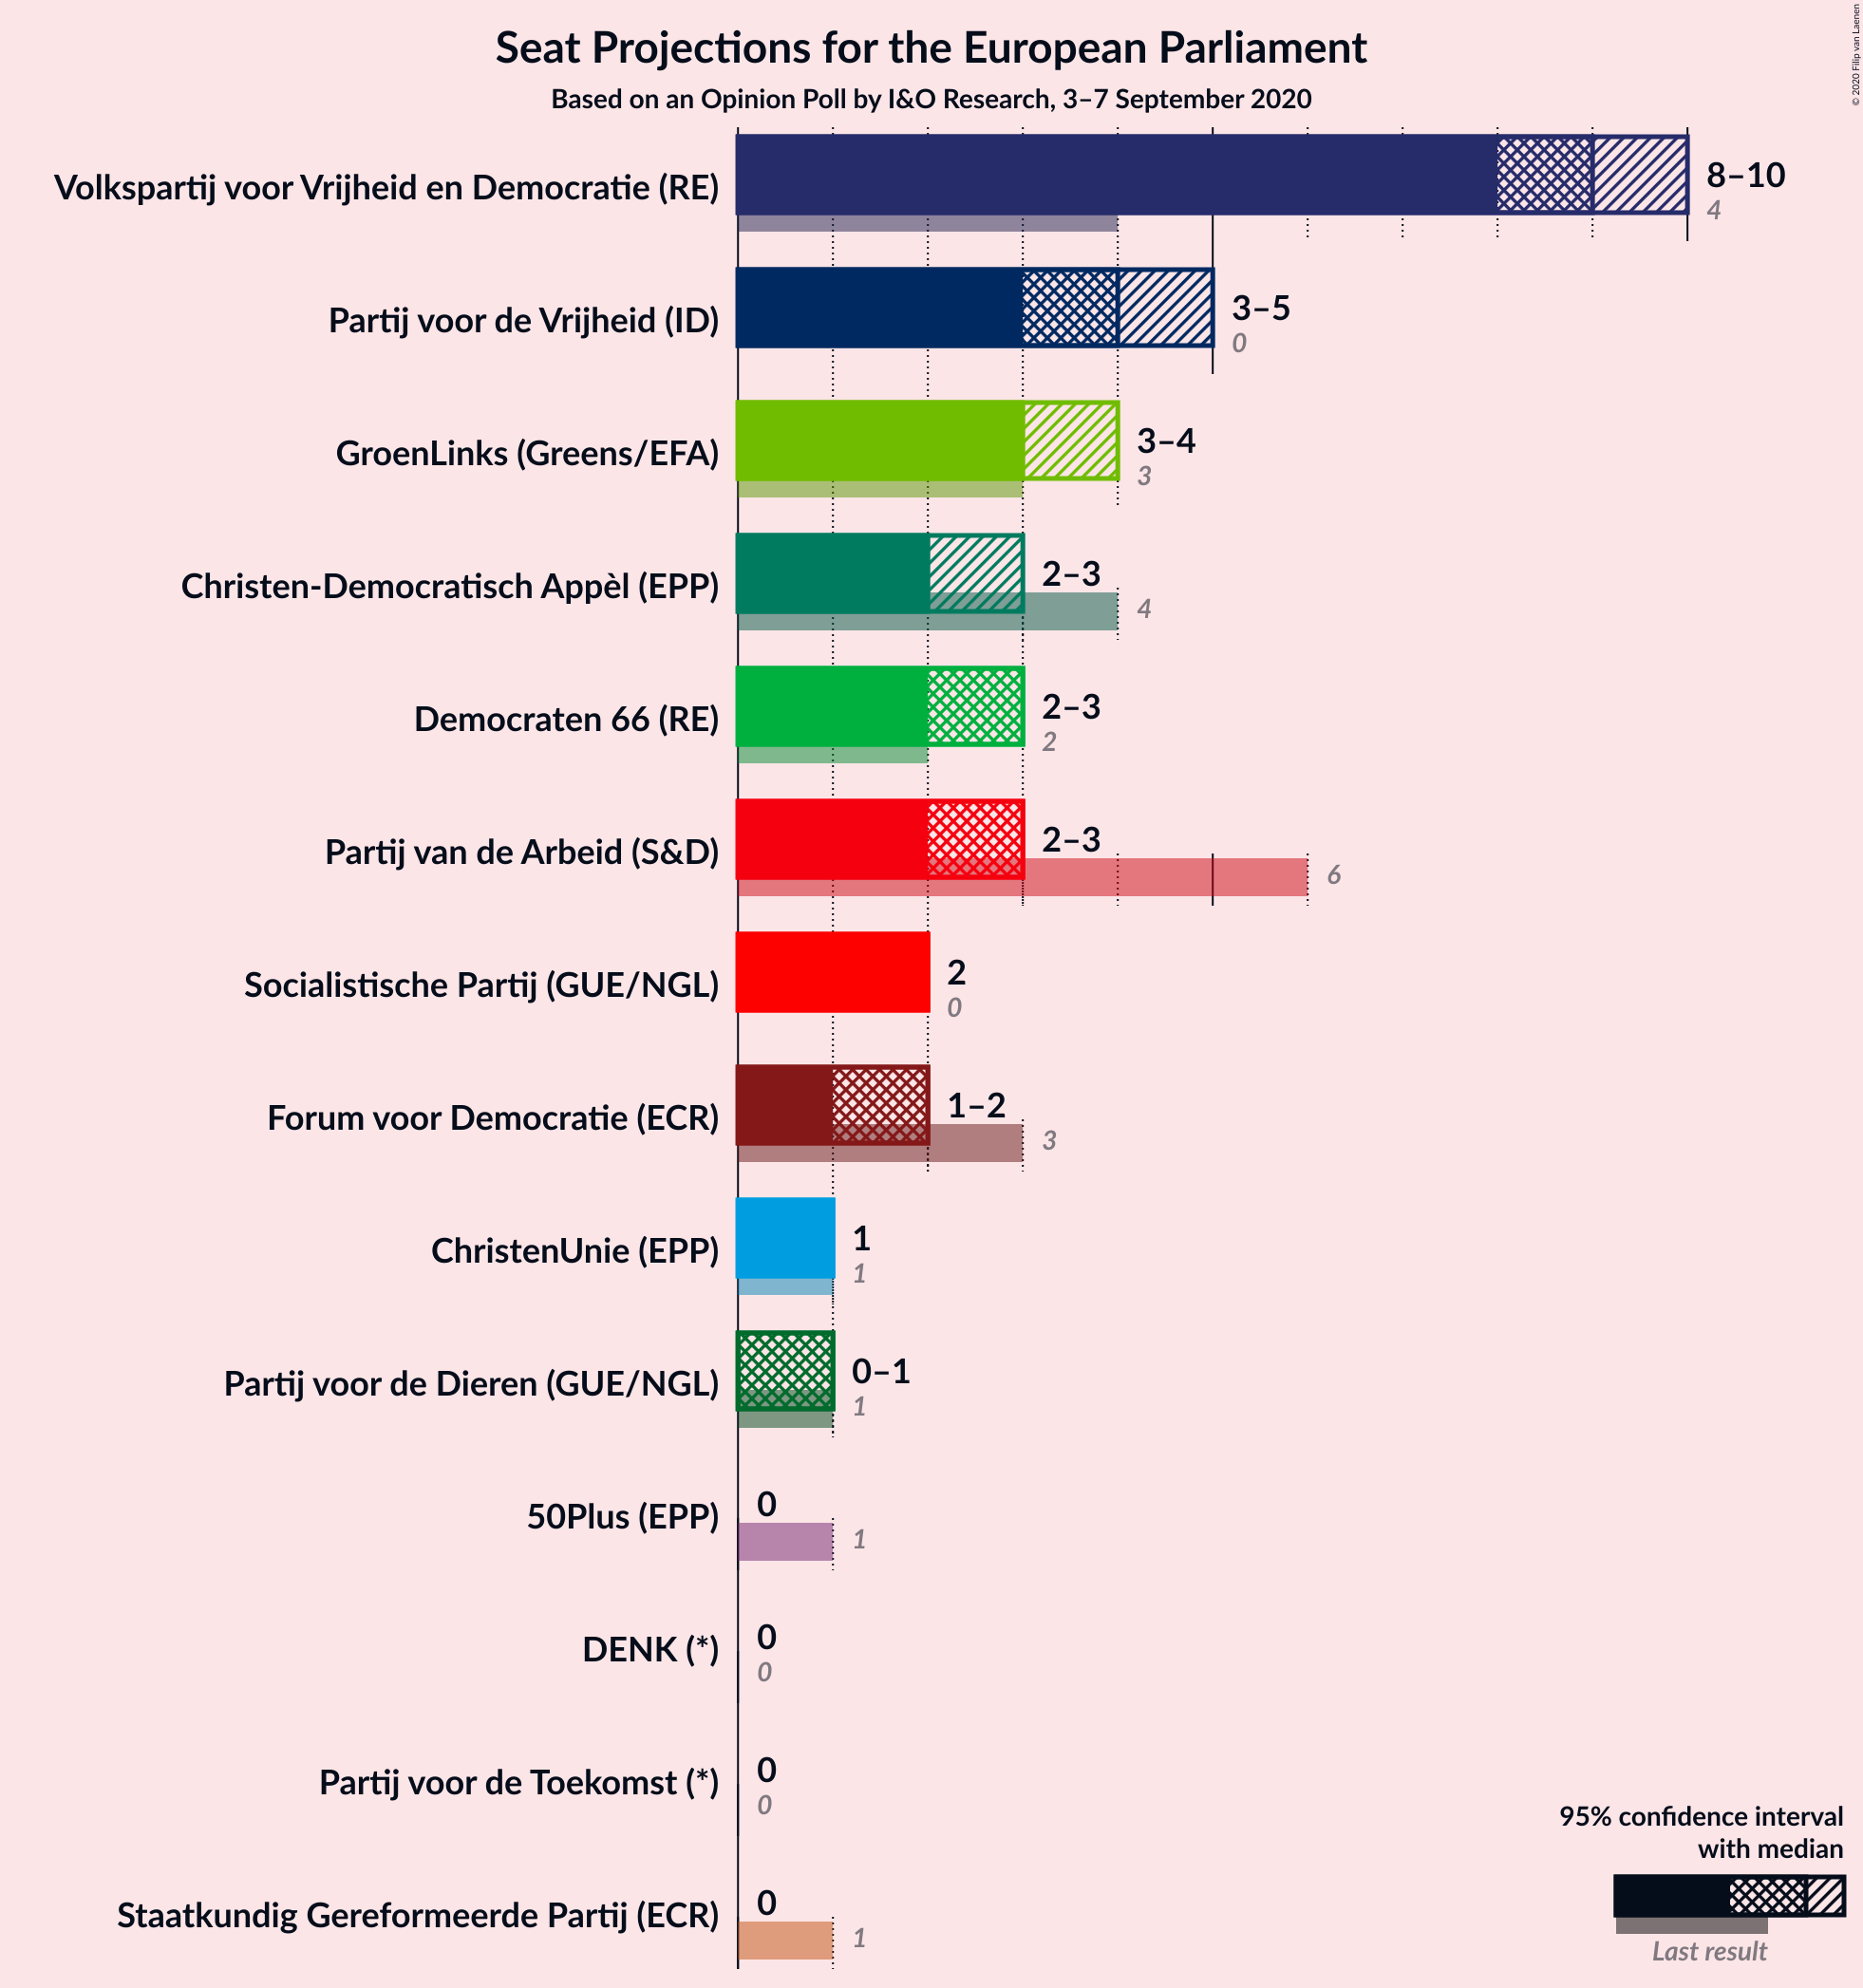 Seat Projections for the European Parliament
Based on an Opinion Poll by I&O Research, 3–7 September 2020
© 2020 Filip van Laenen
Volkspartij voor Vrijheid en Democratie (RE)
8–10
4
Partij voor de Vrijheid (ID)
3–5
0
GroenLinks (Greens/EFA)
3–4
3
Christen-Democratisch Appèl (EPP)
2–3
4
Democraten 66 (RE)
2–3
2
Partij van de Arbeid (S&D)
2–3
6
Socialistische Partij (GUE/NGL)
2
0
Forum voor Democratie (ECR)
1–2
3
ChristenUnie (EPP)
1
1
Partij voor de Dieren (GUE/NGL)
0–1
1
50Plus (EPP)
0
1
DENK (*)
0
0
Partij voor de Toekomst (*)
0
0
Staatkundig Gereformeerde Partij (ECR)
0
1
95% confidence interval
with median
Last result